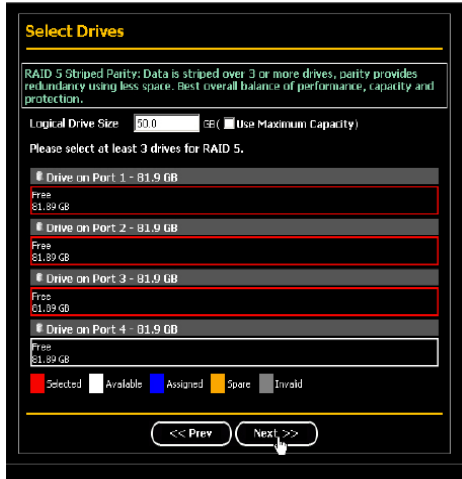 Select Drives
RAID 5 Striped Parity: Data is striped over 3 or more drives, parity provides
redundancy using less space. Best overall balance of performance, capacity and
protection.
Logical Drive Size 50.0 GB( Use Maximum Capacity)
Please select at least 3 drives for RAID 5.
Drive on Port 1 - 81.9 GB
Free
81.89 GB
Drive on Port 2 - 81.9 GB
Free
81.89 GB
Drive on Port 3 - 81.9 GB
Free
81.89 GB
Drive on Port 4 - 81.9 GB
Free
81.89 GB
Selected Available Assigned Spare Invaid
<< Prev Next >>